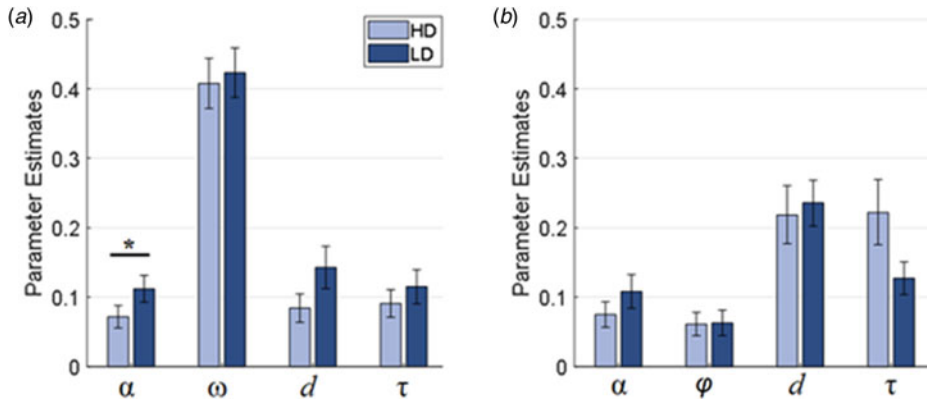 (a)
Parameter Estimates
0.5
0.4
0.3
0.2
0.1
0
HD
LD
*
α ω d τ
(b)
Parameter Estimates
0.5
0.4
0.3
0.2
0.1
0
α φ d τ